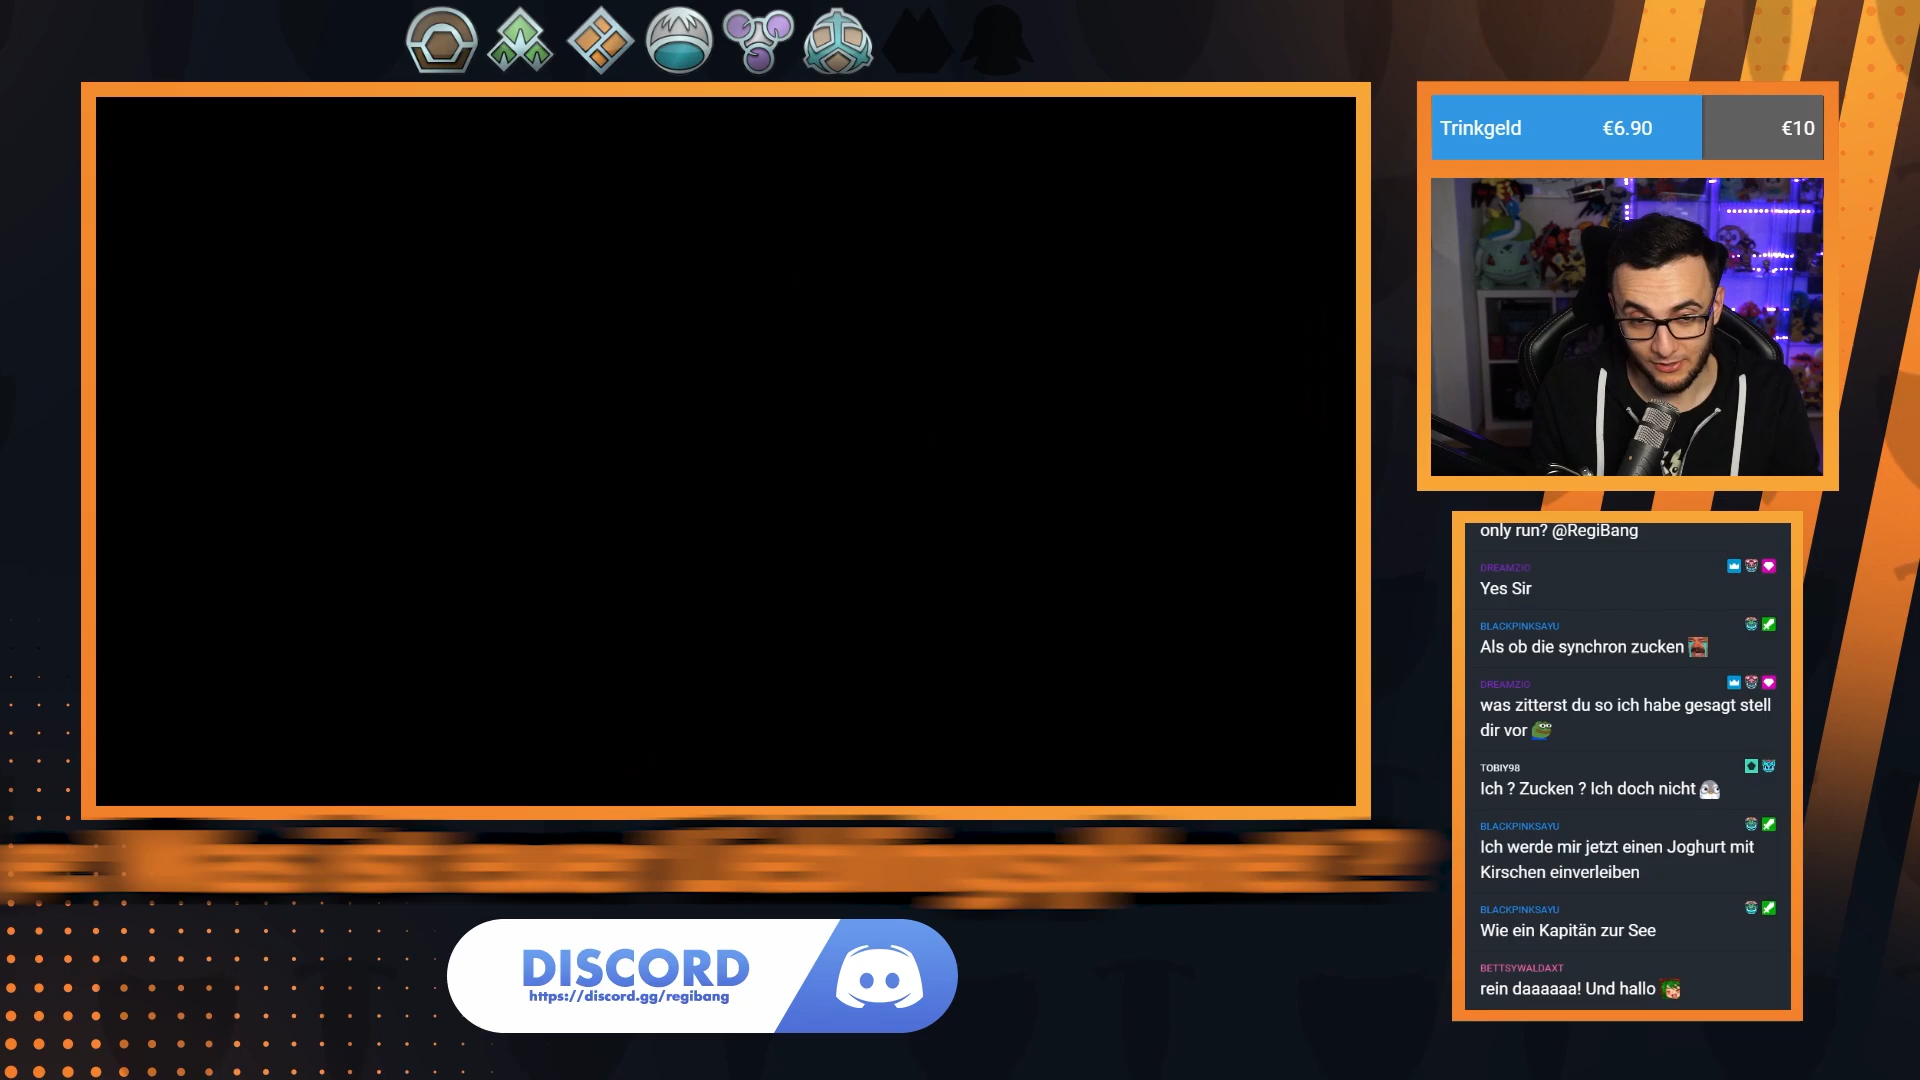 Trinkgeld €6.90 €10
only run? @RegiBang
DREAMZIO
Yes Sir
BLACKPINKSAYU
Als ob die synchron zucken
DREAMZIO
was zitterst du so ich habe gesagt stell
dir vor
TOBIY98
Ich ? Zucken ? Ich doch nicht
BLACKPINKSAYU
Ich werde mir jetzt einen Joghurt mit
Kirschen einverleiben
BLACKPINKSAYU
Wie ein Kapitän zur See
BETTSYWALDAXT
rein daaaaaa! Und hallo
DISCORD
https://discord.gg/regibang